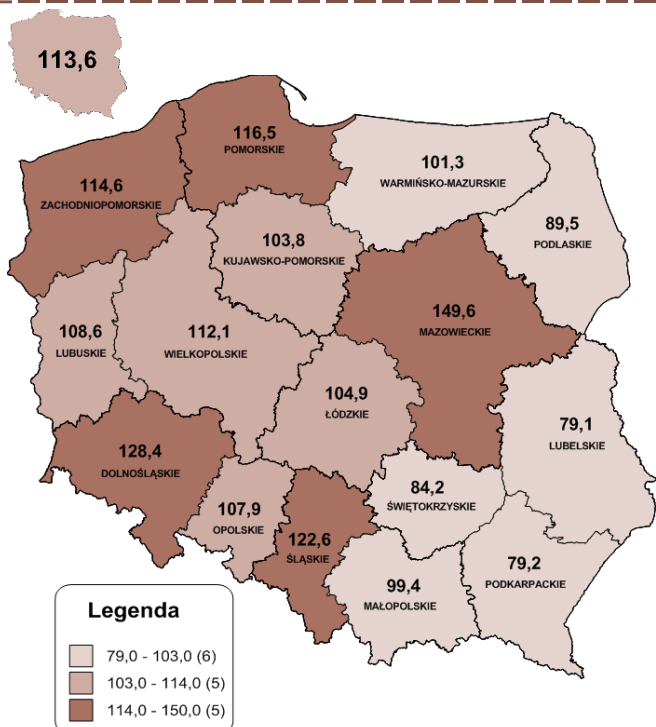 113,6
116,5
POMORSKIE
114,6
ZACHODNIOPOMORSKIE
101,3
WARMIŃSKO-MAZURSKIE
89,5
PODLASKIE
103,8
KUJAWSKO-POMORSKIE
149,6
MAZOWIECKIE
108,6
LUBUSKIE
112,1
WIELKOPOLSKIE
104,9
ŁÓDZKIE
79,1
LUBELSKIE
128,4
DOLNOŚLĄSKIE
107,9
OPOLSKIE
122,6
ŚLĄSKIE
84,2
ŚWIĘTOKRZYSKIE
99,4
MAŁOPOLSKIE
79,2
PODKARPACKIE
Legenda
79,0 - 103,0 (6)
103,0 - 114,0 (5)
114,0 - 150,0 (5)